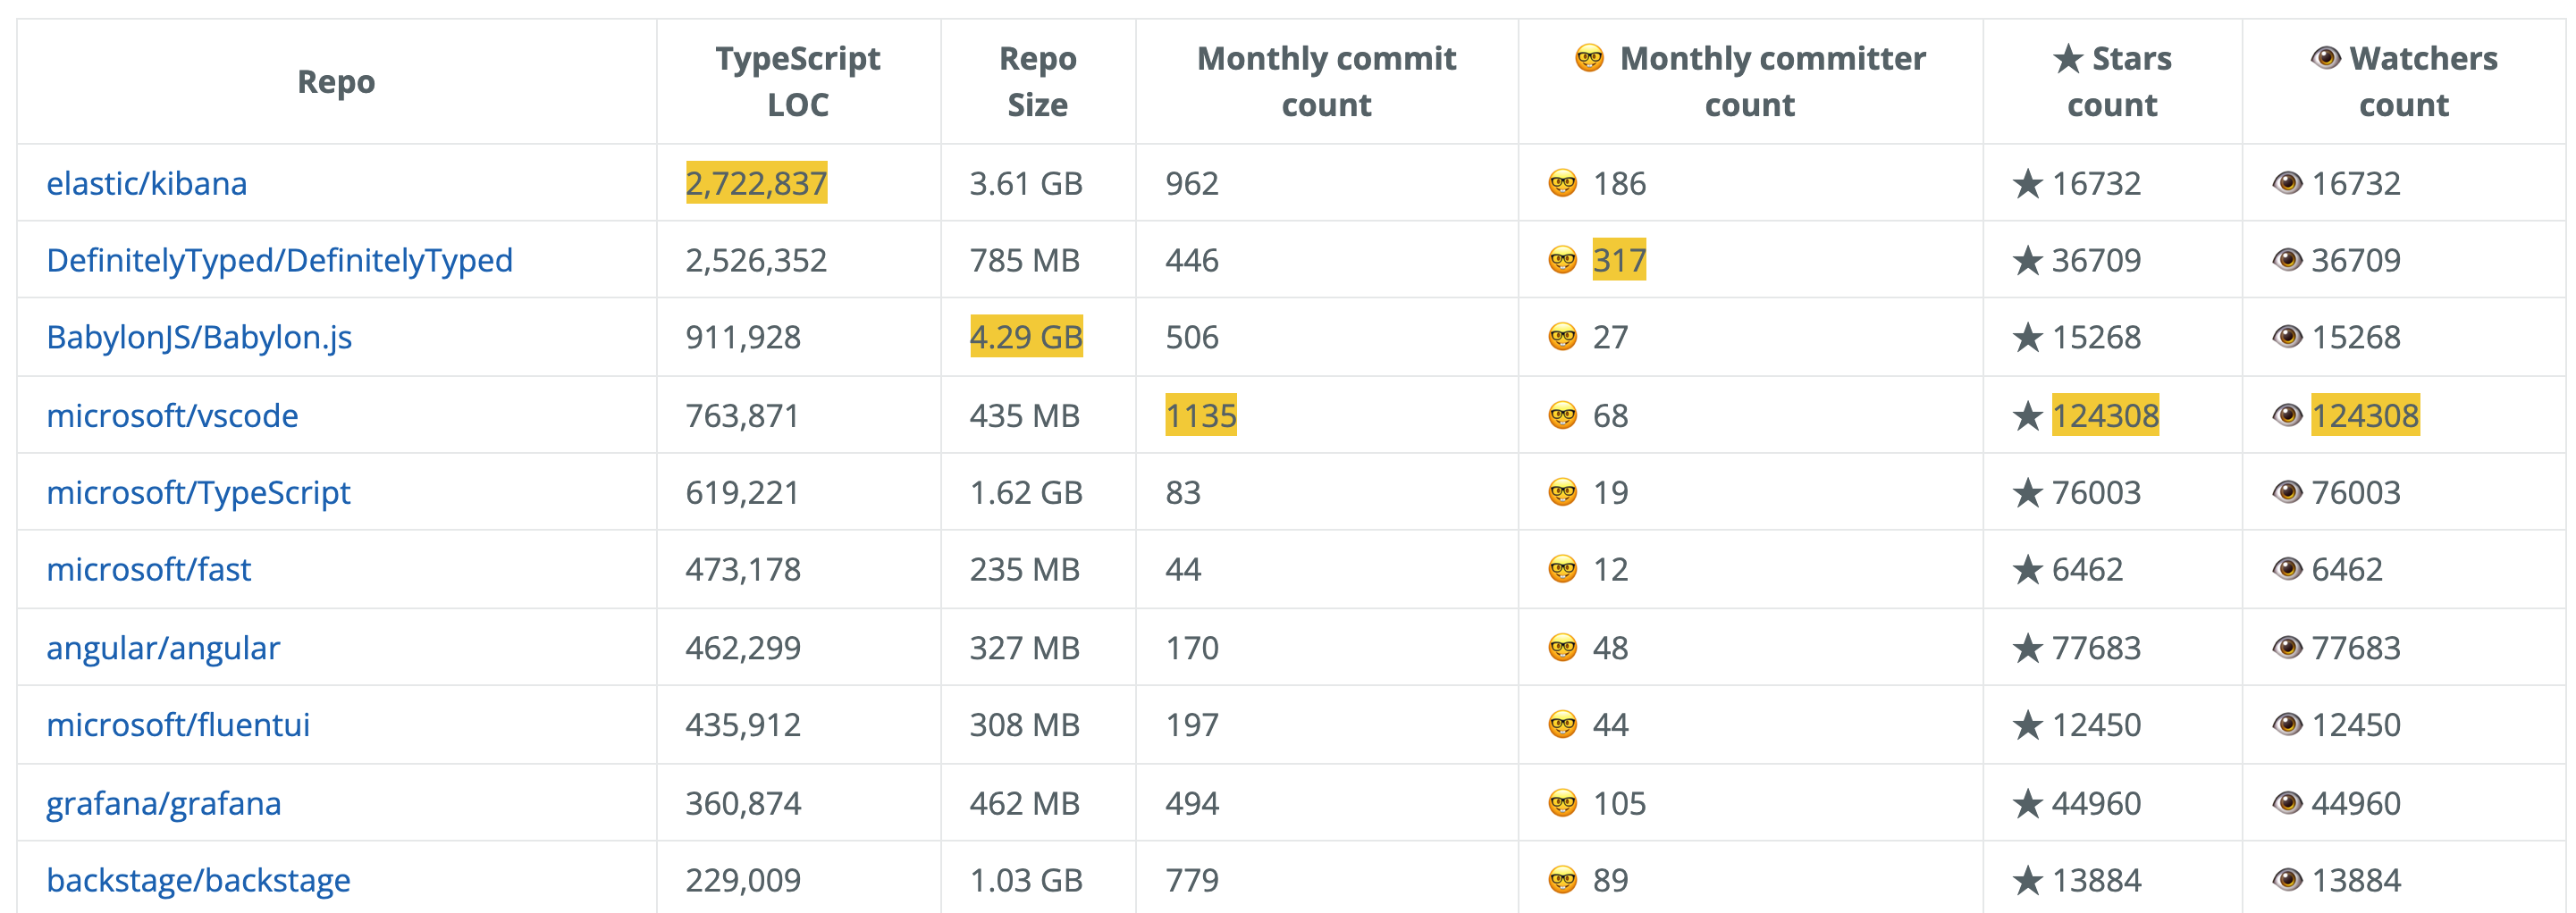 Repo TypeScript LOC Repo Size Monthly commit count 🤓 Monthly committer count ★ Stars count 👁 Watchers count
elastic/kibana 2,722,837 3.61 GB 962 🤓 186 ★ 16732 👁 16732
DefinitelyTyped/DefinitelyTyped 2,526,352 785 MB 446 🤓 317 ★ 36709 👁 36709
BabylonJS/Babylon.js 911,928 4.29 GB 506 🤓 27 ★ 15268 👁 15268
microsoft/vscode 763,871 435 MB 1135 🤓 68 ★ 124308 👁 124308
microsoft/TypeScript 619,221 1.62 GB 83 🤓 19 ★ 76003 👁 76003
microsoft/fast 473,178 235 MB 44 🤓 12 ★ 6462 👁 6462
angular/angular 462,299 327 MB 170 🤓 48 ★ 77683 👁 77683
microsoft/fluentui 435,912 308 MB 197 🤓 44 ★ 12450 👁 12450
grafana/grafana 360,874 462 MB 494 🤓 105 ★ 44960 👁 44960
backstage/backstage 229,009 1.03 GB 779 🤓 89 ★ 13884 👁 13884